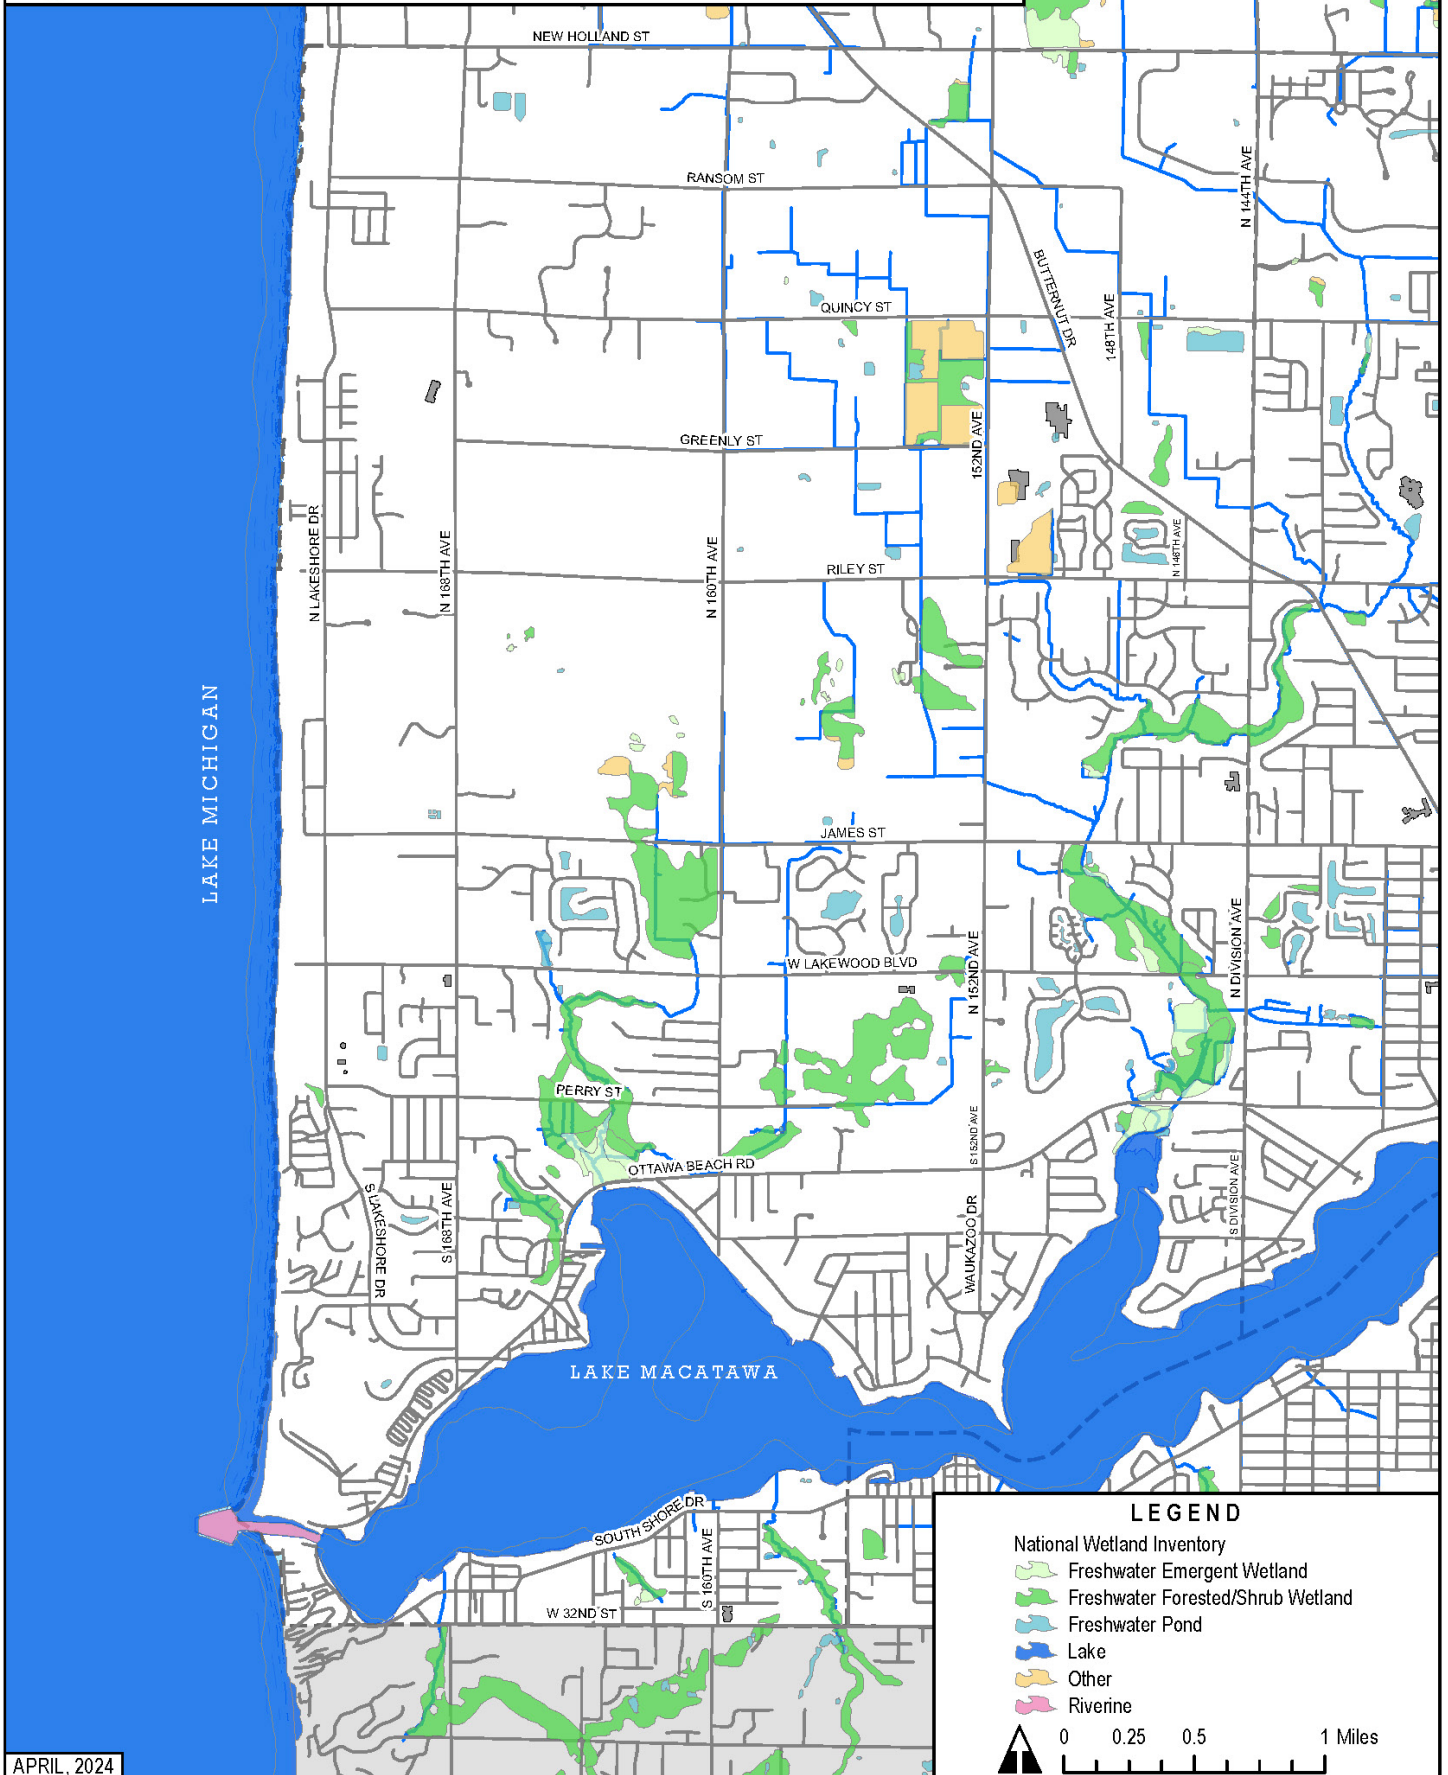 NEW HOLLAND ST
RANSOM ST
N 144TH AVE
BUTTERNUT DR
148TH AVE
QUINCY ST
152ND AVE
GREENLY ST
N LAKESHORE DR
N 168TH AVE
N 160TH AVE
N 146TH AVE
RILEY ST
LAKE MICHIGAN
JAMES ST
N DIVISION AVE
W LAKEWOOD BLVD
N 152ND AVE
PERRY ST
S 152ND AVE
OTTAWA BEACH RD
S LAKESHORE DR
S 168TH AVE
WAUKAZOO DR
S DIVISION AVE
LAKE MACATAWA
SOUTH SHORE DR
S 160TH AVE
W 32ND ST
LEGEND
National Wetland Inventory
Freshwater Emergent Wetland
Freshwater Forested/Shrub Wetland
Freshwater Pond
Lake
Other
Riverine
0 0.25 0.5 1 Miles
APRIL, 2024